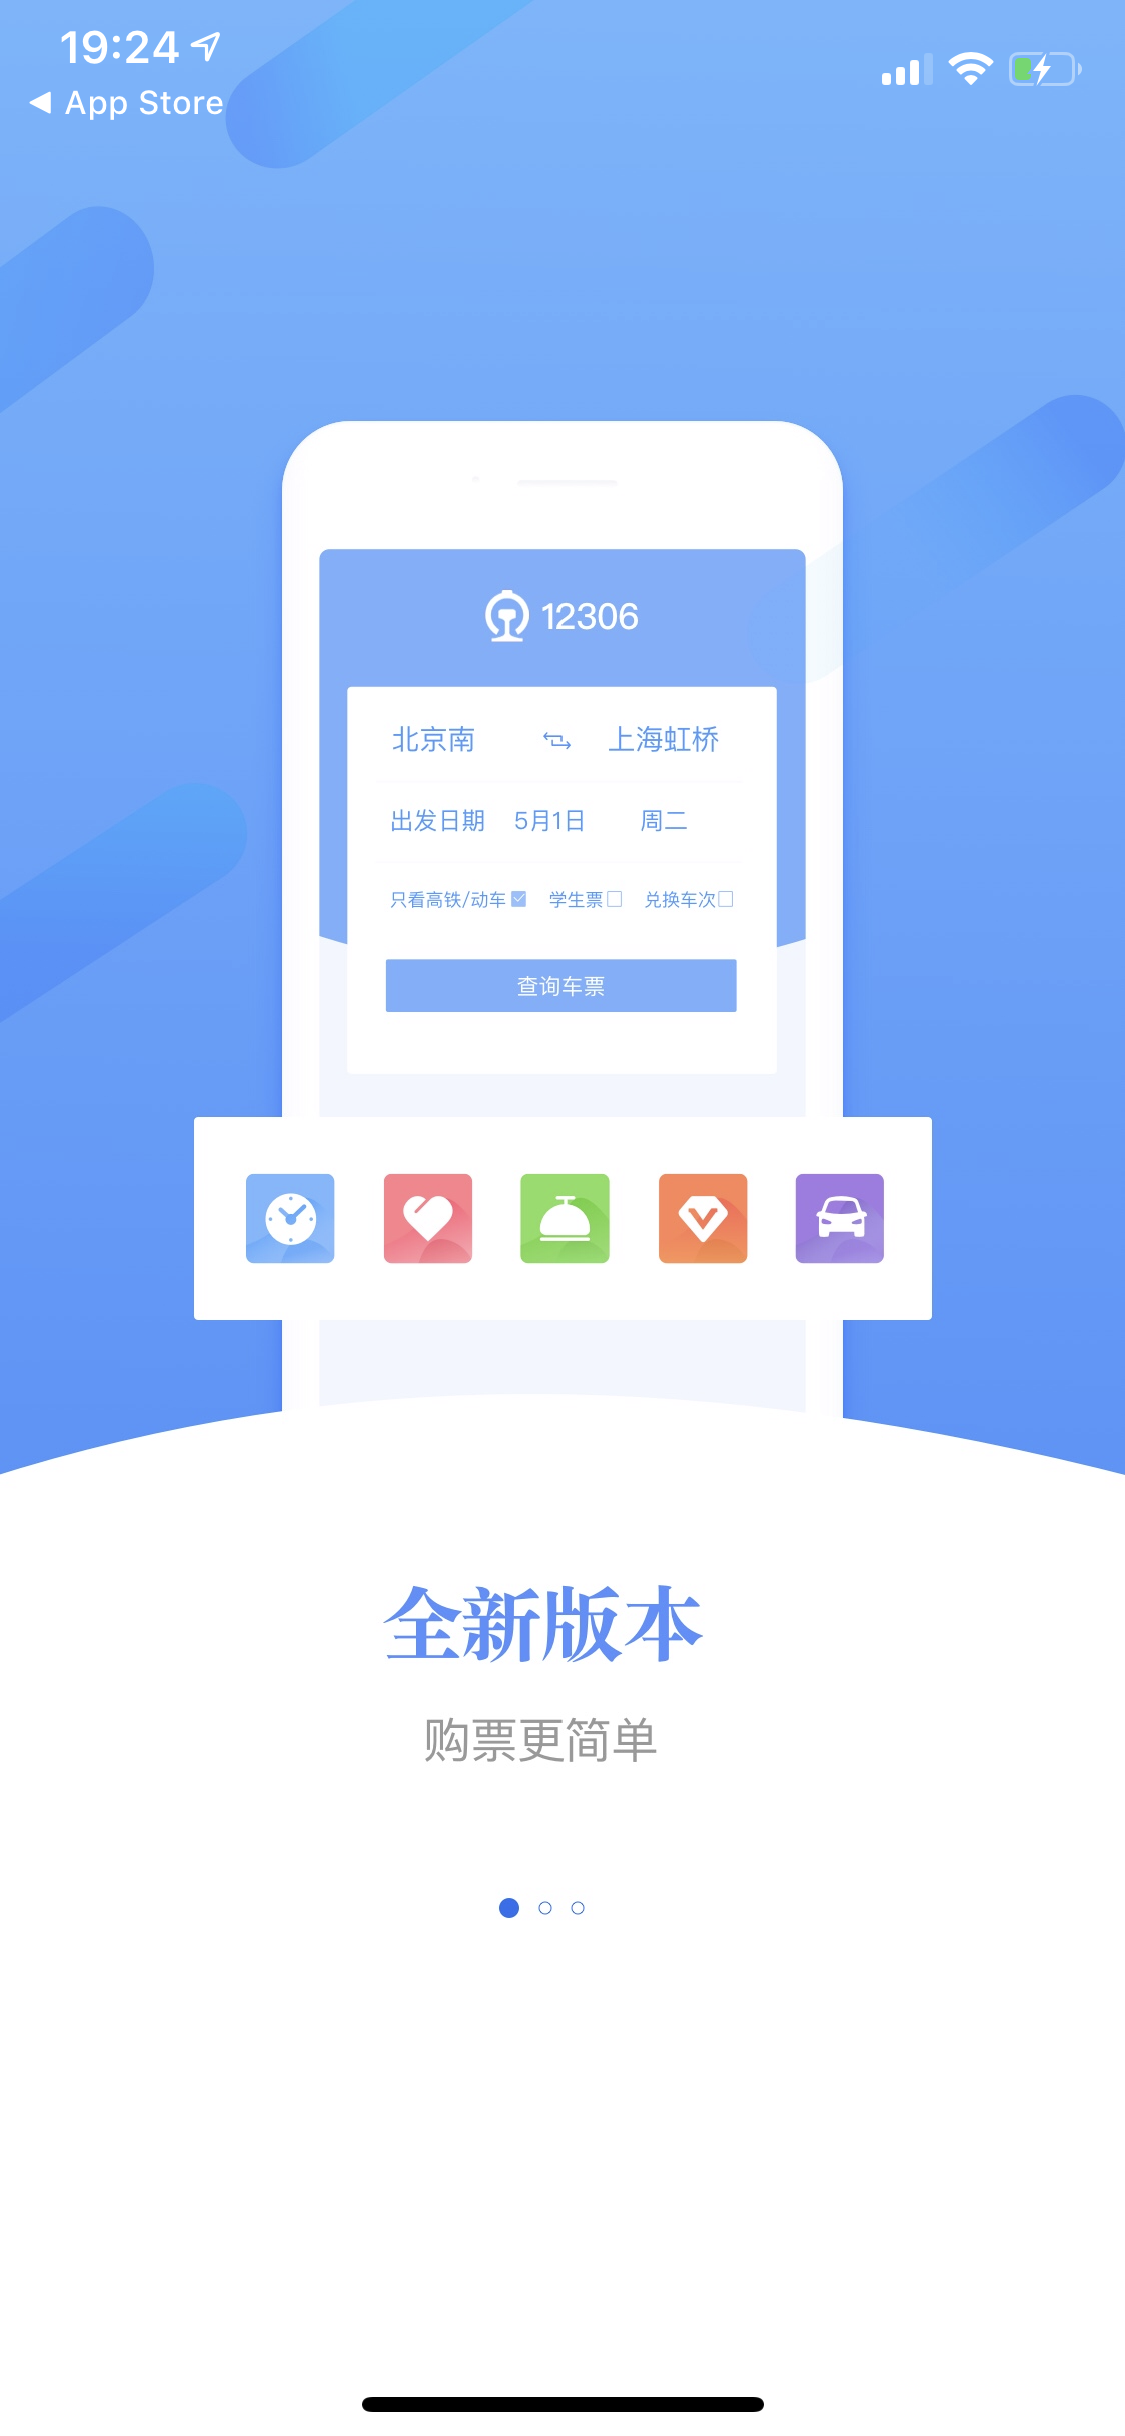 19:24
App Store
12306
北京南 上海虹桥
出发日期 5月1日 周二
只看高铁/动车 学生票 兑换车次
查询车票
全新版本
购票更简单